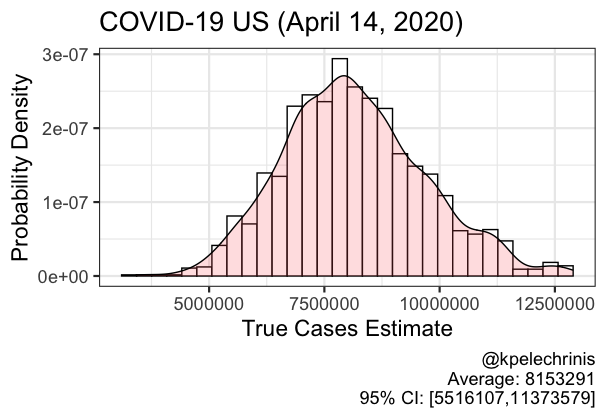 COVID-19 US (April 14, 2020)
Probability Density
3e-07
2e-07
1e-07
0e+00
5000000 7500000 10000000 12500000
True Cases Estimate
@kpelechrinis
Average: 8153291
95% CI: [5516107,11373579]